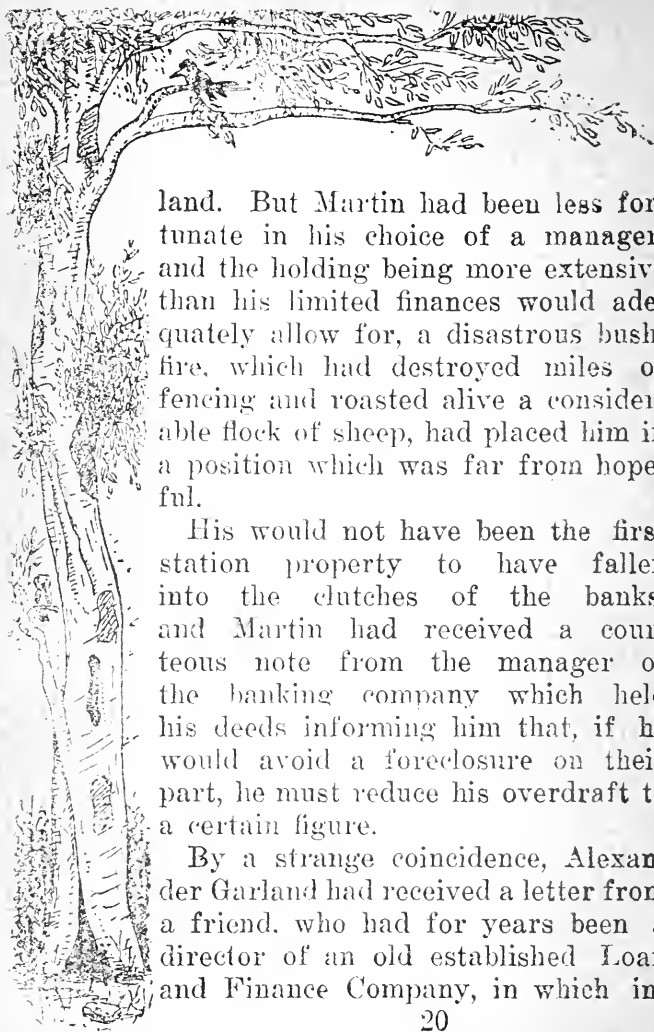 land. But Martin had been less for
tunate in his choice of a manager
and the holding being more extensiv
than his limited finances would ade
quately allow for, a disastrous bush
fire, which had destroyed miles o
fencing and roasted alive a consider
able flock of sheep, had placed him i
a position which was far from hope
ful.
His would not have been the firs
station property to have falle
into the clutches of the banks
and Martin had received a cour
teous note from the manager o
the banking company which hel
his deeds informing him that, if h
would avoid a foreclosure on thei
part, he must reduce his overdraft t
a certain figure.
By a strange coincidence, Alexan
der Garland had received a letter from
a friend, who had for years been
director of an old established Loa
and Finance Company, in which in
20